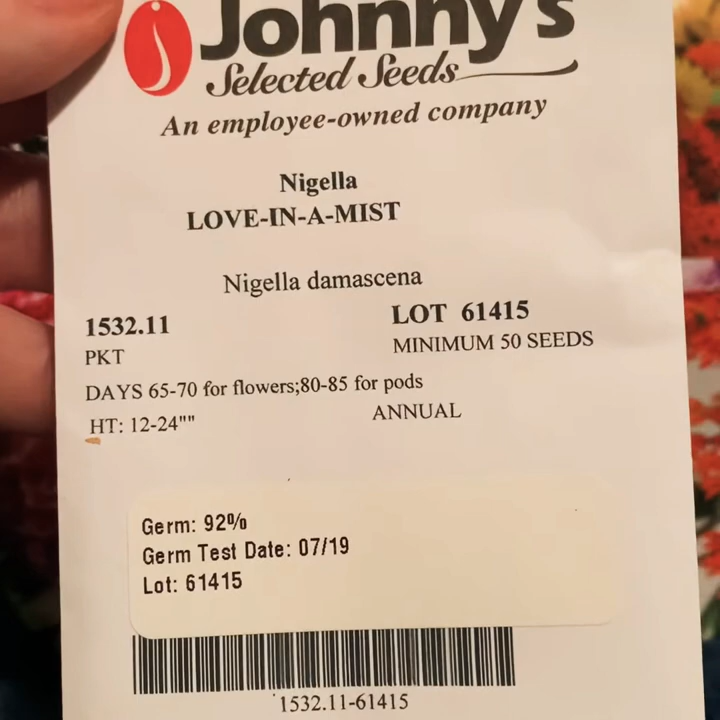 Johnny's
Selected Seeds
An employee-owned company
Nigella
LOVE-IN-A-MIST
Nigella damascena
1532.11 LOT 61415
PKT MINIMUM 50 SEEDS
DAYS 65-70 for flowers;80-85 for pods
HT: 12-24"" ANNUAL
Germ: 92%
Germ Test Date: 07/19
Lot: 61415
1532.11-61415